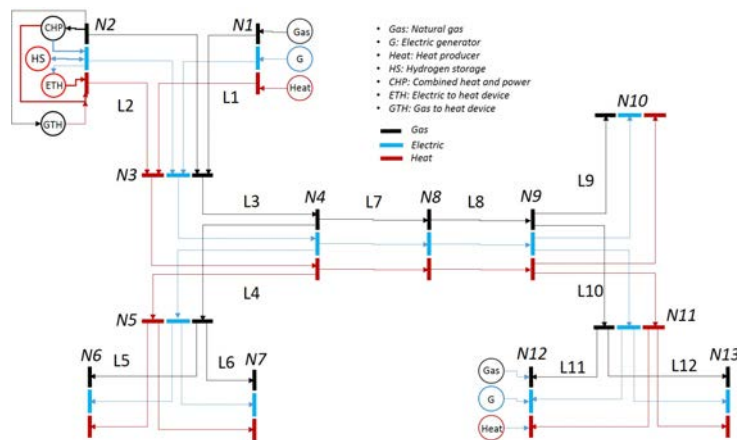 CHP
N2
N1
Gas
HS
G
ETH
Heat
GTH
L2
L1
N3
Gas: Natural gas
G: Electric generator
Heat: Heat producer
HS: Hydrogen storage
CHP: Combined heat and power
ETH: Electric to heat device
GTH: Gas to heat device
Gas
Electric
Heat
N10
L3
N4
L7
N8
L8
N9
L9
L4
L10
N5
N11
N6
L5
L6
N7
Gas
N12
L11
L12
N13
G
Heat